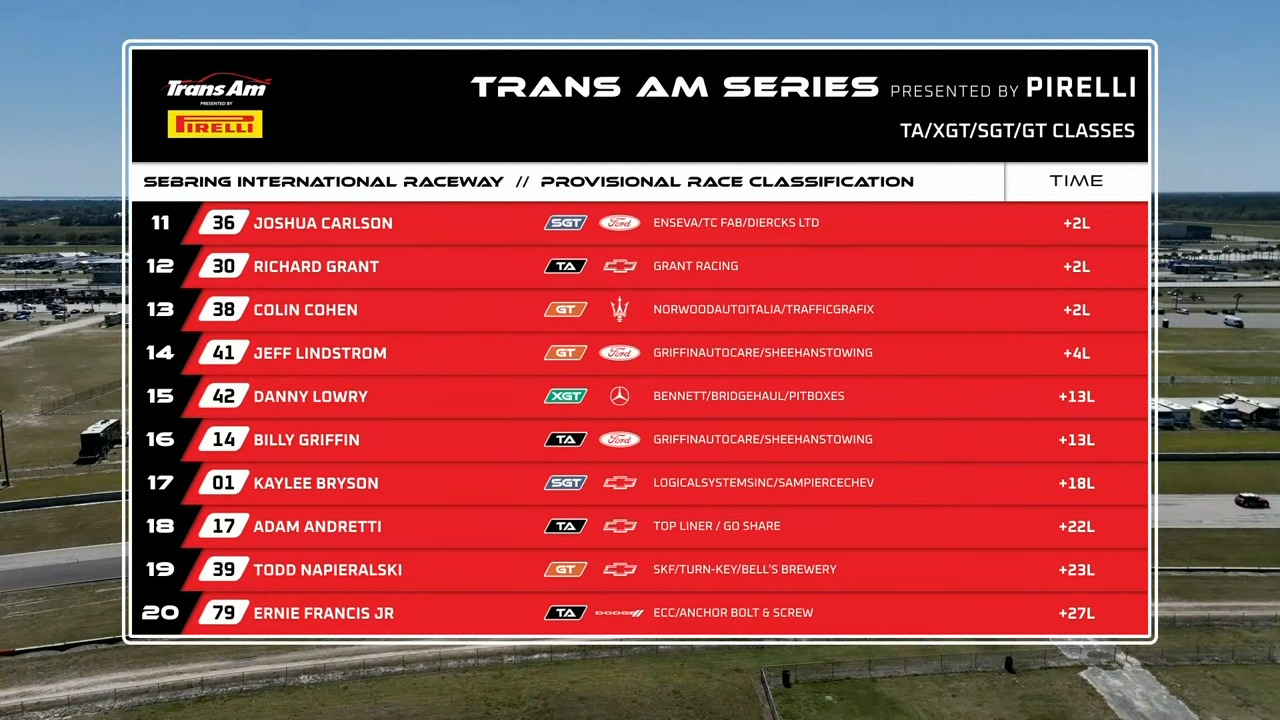 Trans Am
PRESENTED BY
PIRELLI
TRANS AM SERIES PRESENTED BY PIRELLI
TA/XGT/SGT/GT CLASSES
SEBRING INTERNATIONAL RACEWAY // PROVISIONAL RACE CLASSIFICATION TIME
11 36 JOSHUA CARLSON SGT Ford ENSEVA/TC FAB/DIERCKS LTD +2L
12 30 RICHARD GRANT TA GRANT RACING +2L
13 38 COLIN COHEN GT NORWOODAUTOITALIA/TRAFFICGRAFIX +2L
14 41 JEFF LINDSTROM GT Ford GRIFFINAUTOCARE/SHEEHANSTOWING +4L
15 42 DANNY LOWRY XGT BENNETT/BRIDGEHAUL/PITBOXES +13L
16 14 BILLY GRIFFIN TA Ford GRIFFINAUTOCARE/SHEEHANSTOWING +13L
17 01 KAYLEE BRYSON SGT LOGICALSYSTEMSINC/SAMPIERCECHEV +18L
18 17 ADAM ANDRETTI TA TOP LINER / GO SHARE +22L
19 39 TODD NAPIERALSKI GT SKF/TURN-KEY/BELL'S BREWERY +23L
20 79 ERNIE FRANCIS JR TA DODGE ECC/ANCHOR BOLT & SCREW +27L